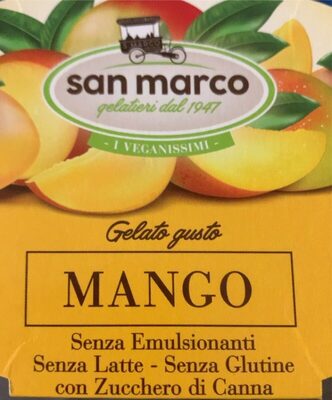 san marco
gelatieri dal 1947
- I VEGANISSIMI -
Gelato gusto
MANGO
Senza Emulsionanti
Senza Latte - Senza Glutine
con Zucchero di Canna